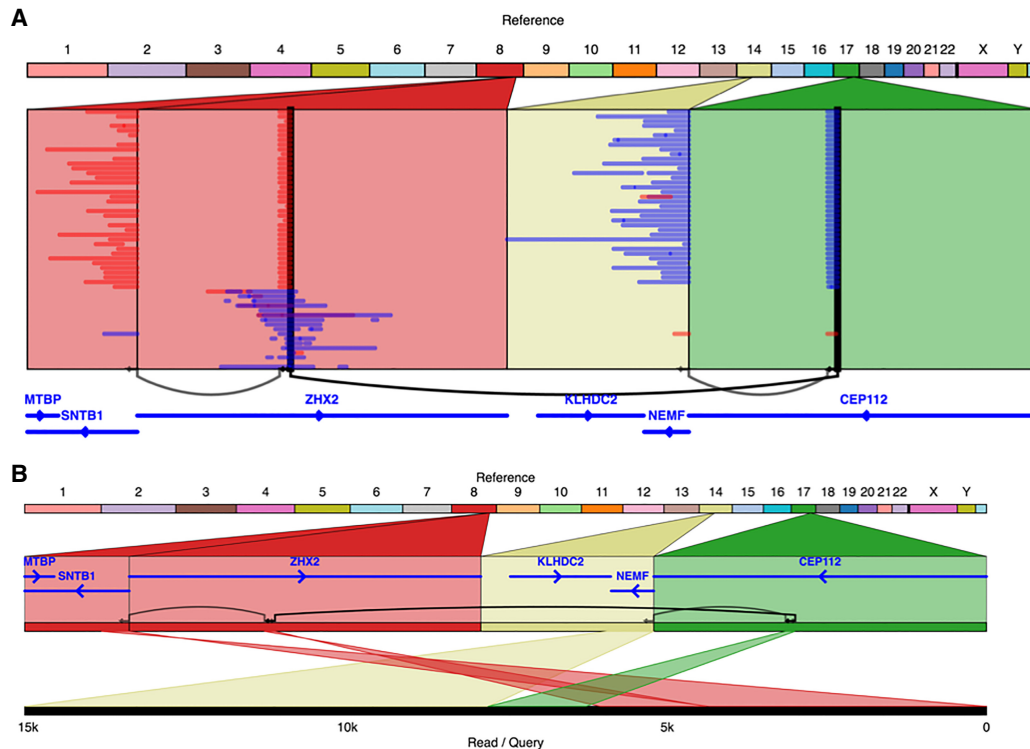 A
Reference
1 2 3 4 5 6 7 8 9 10 11 12 13 14 15 16 17 18 19 20 21 22 X Y
MTBP ZHX2 KLHDC2 CEP112
SNTB1 NEMF
B
Reference
1 2 3 4 5 6 7 8 9 10 11 12 13 14 15 16 17 18 19 20 21 22 X Y
MTBP ZHX2 KLHDC2 CEP112
SNTB1 NEMF
15k 10k 5k 0
Read / Query